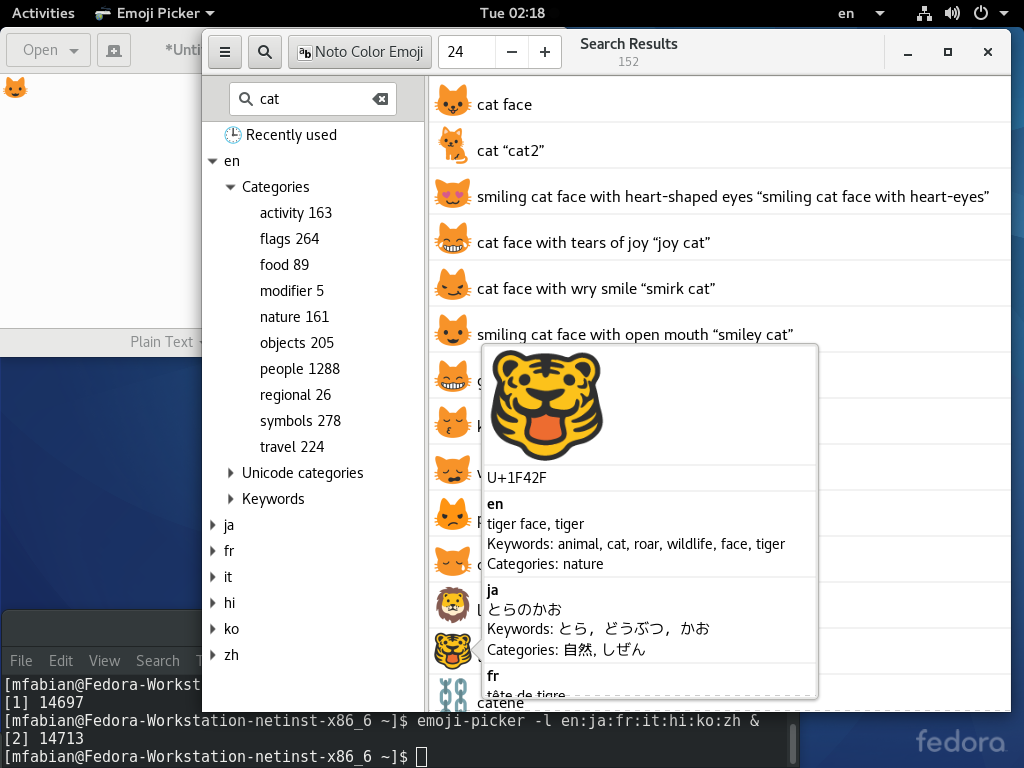 Activities
Emoji Picker
Tue 02:18
en
Open
*Unti
Noto Color Emoji
24
Search Results
152
cat
Recently used
en
Categories
activity 163
flags 264
food 89
modifier 5
nature 161
objects 205
people 1288
regional 26
symbols 278
travel 224
Unicode categories
Keywords
ja
fr
it
hi
ko
zh
cat face
cat “cat2”
smiling cat face with heart-shaped eyes “smiling cat face with heart-eyes”
cat face with tears of joy “joy cat”
cat face with wry smile “smirk cat”
smiling cat face with open mouth “smiley cat”
catene
U+1F42F
en
tiger face, tiger
Keywords: animal, cat, roar, wildlife, face, tiger
Categories: nature
ja
とらのかお
Keywords: とら, どうぶつ, かお
Categories: 自然, しぜん
fr
tête de tigre
Plain Text
File Edit View Search T
[mfabian@Fedora-Workst
[1] 14697
[mfabian@Fedora-Workstation-netinst-x86_6 ~]$ emoji-picker -l en:ja:fr:it:hi:ko:zh &
[2] 14713
[mfabian@Fedora-Workstation-netinst-x86_6 ~]$
fedora